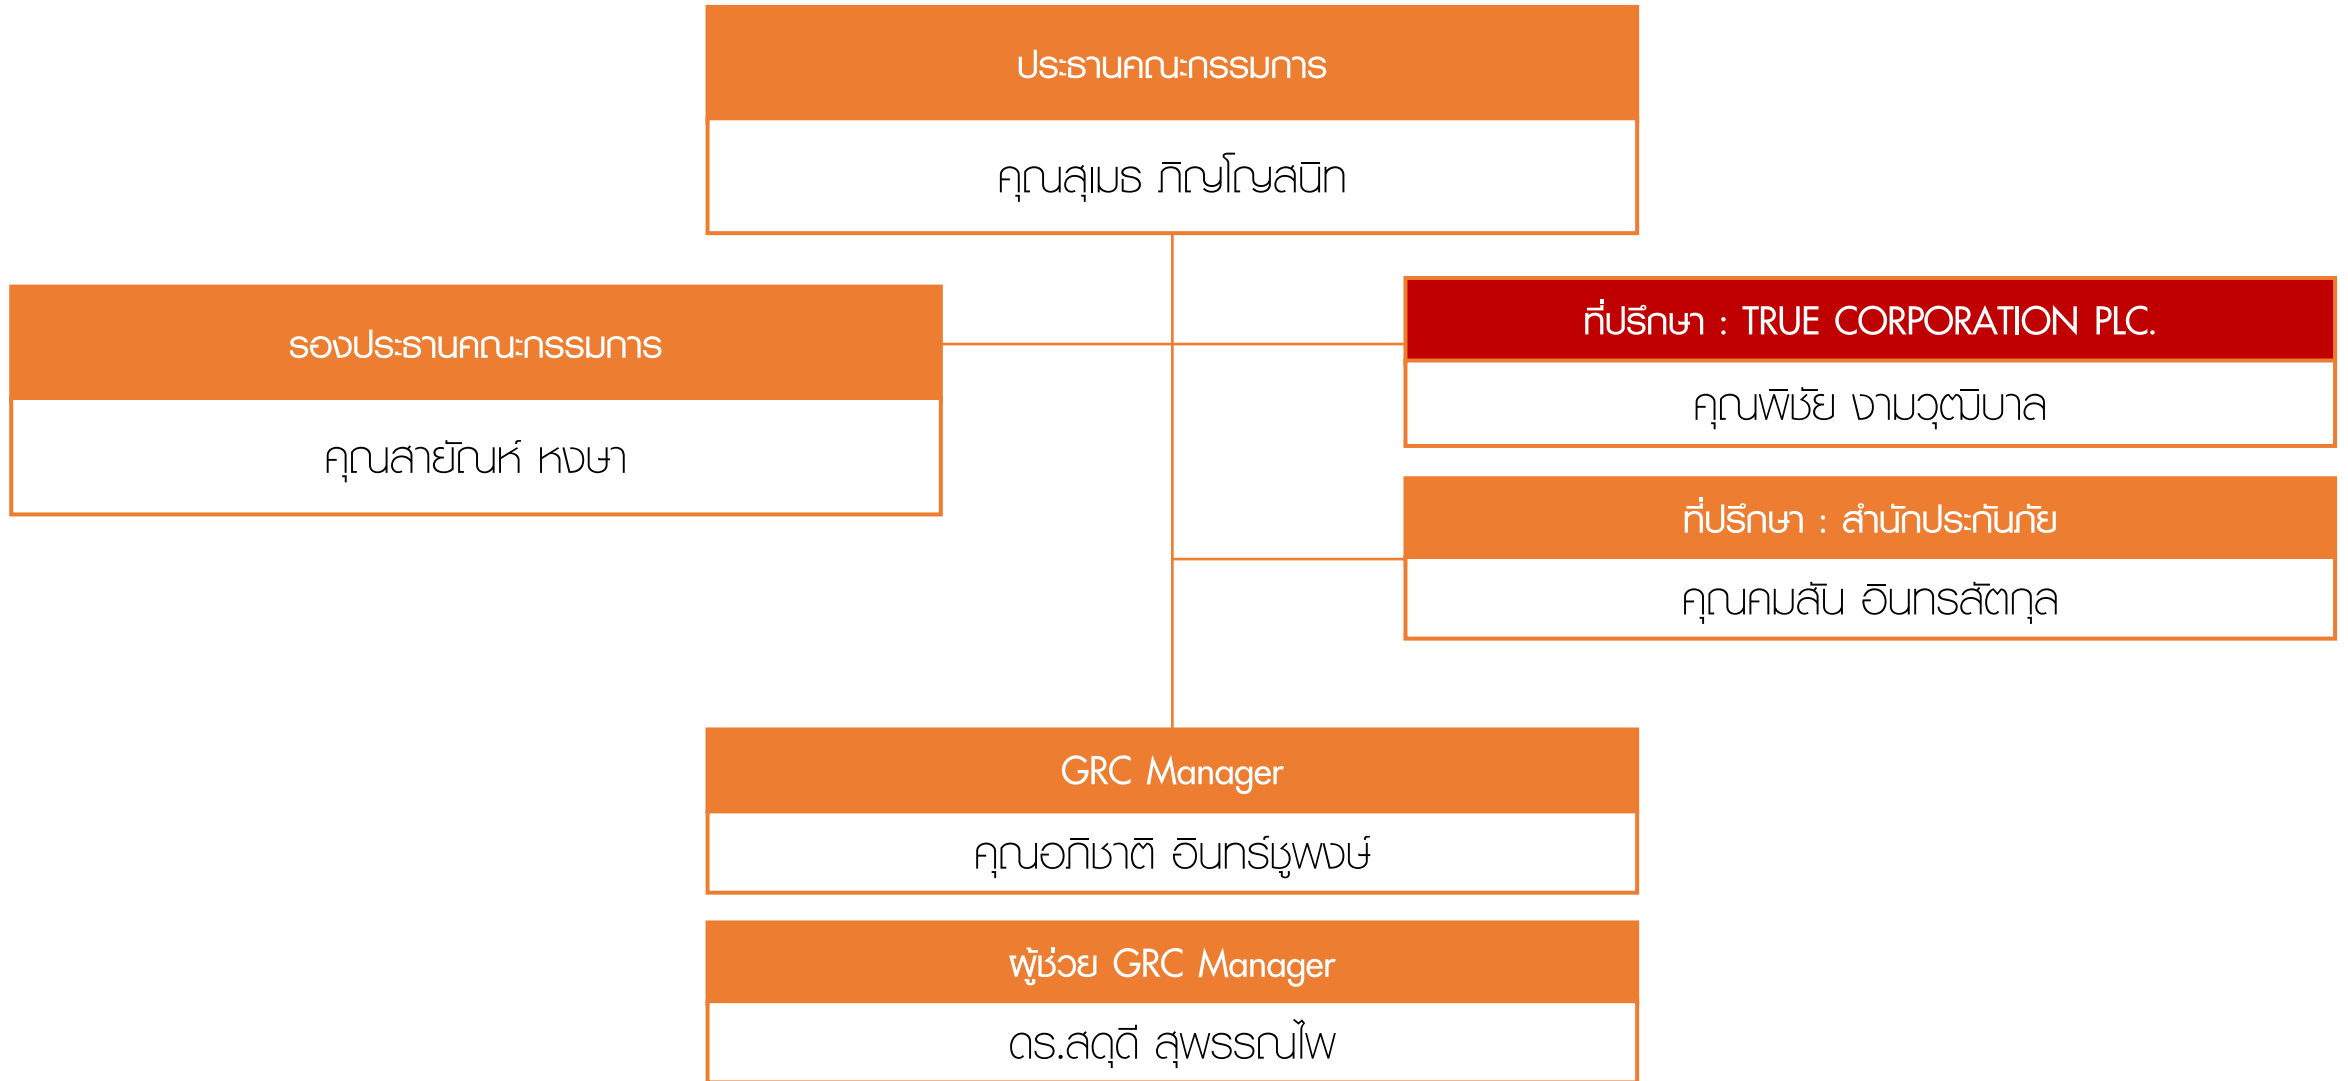 ประธานคณะกรรมการ
คุณสุเมธ ภิญโญสนิท
รองประธานคณะกรรมการ
คุณสายัณห์ หงษา
ที่ปรึกษา : TRUE CORPORATION PLC.
คุณพิชัย งามวุฒิบาล
ที่ปรึกษา : สำนักประกันภัย
คุณคมสัน อินทรสัตกุล
GRC Manager
คุณอภิชาติ อินทร์ชูพงษ์
ผู้ช่วย GRC Manager
ดร.สดุดี สุพรรณไพ